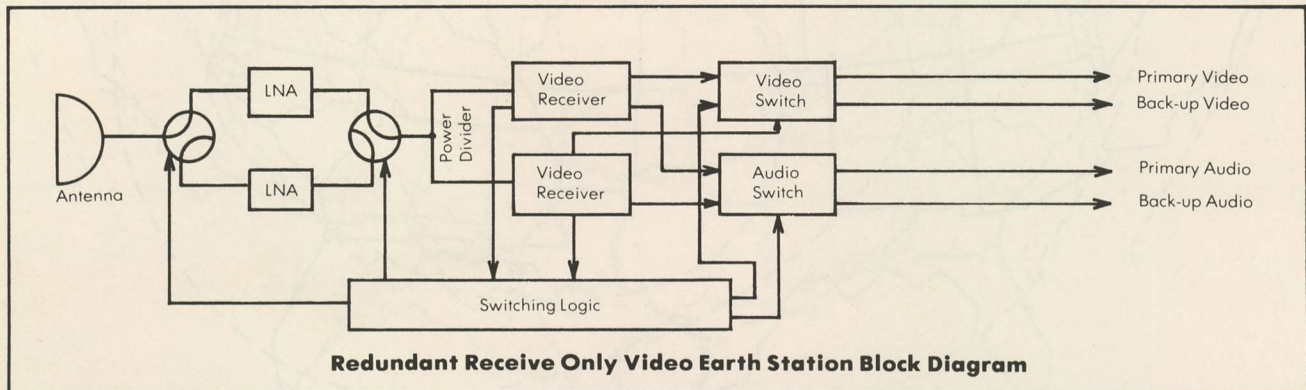 Antenna
LNA
LNA
Power
Divider
Video
Receiver
Video
Receiver
Video
Switch
Audio
Switch
Primary Video
Back-up Video
Primary Audio
Back-up Audio
Switching Logic
Redundant Receive Only Video Earth Station Block Diagram